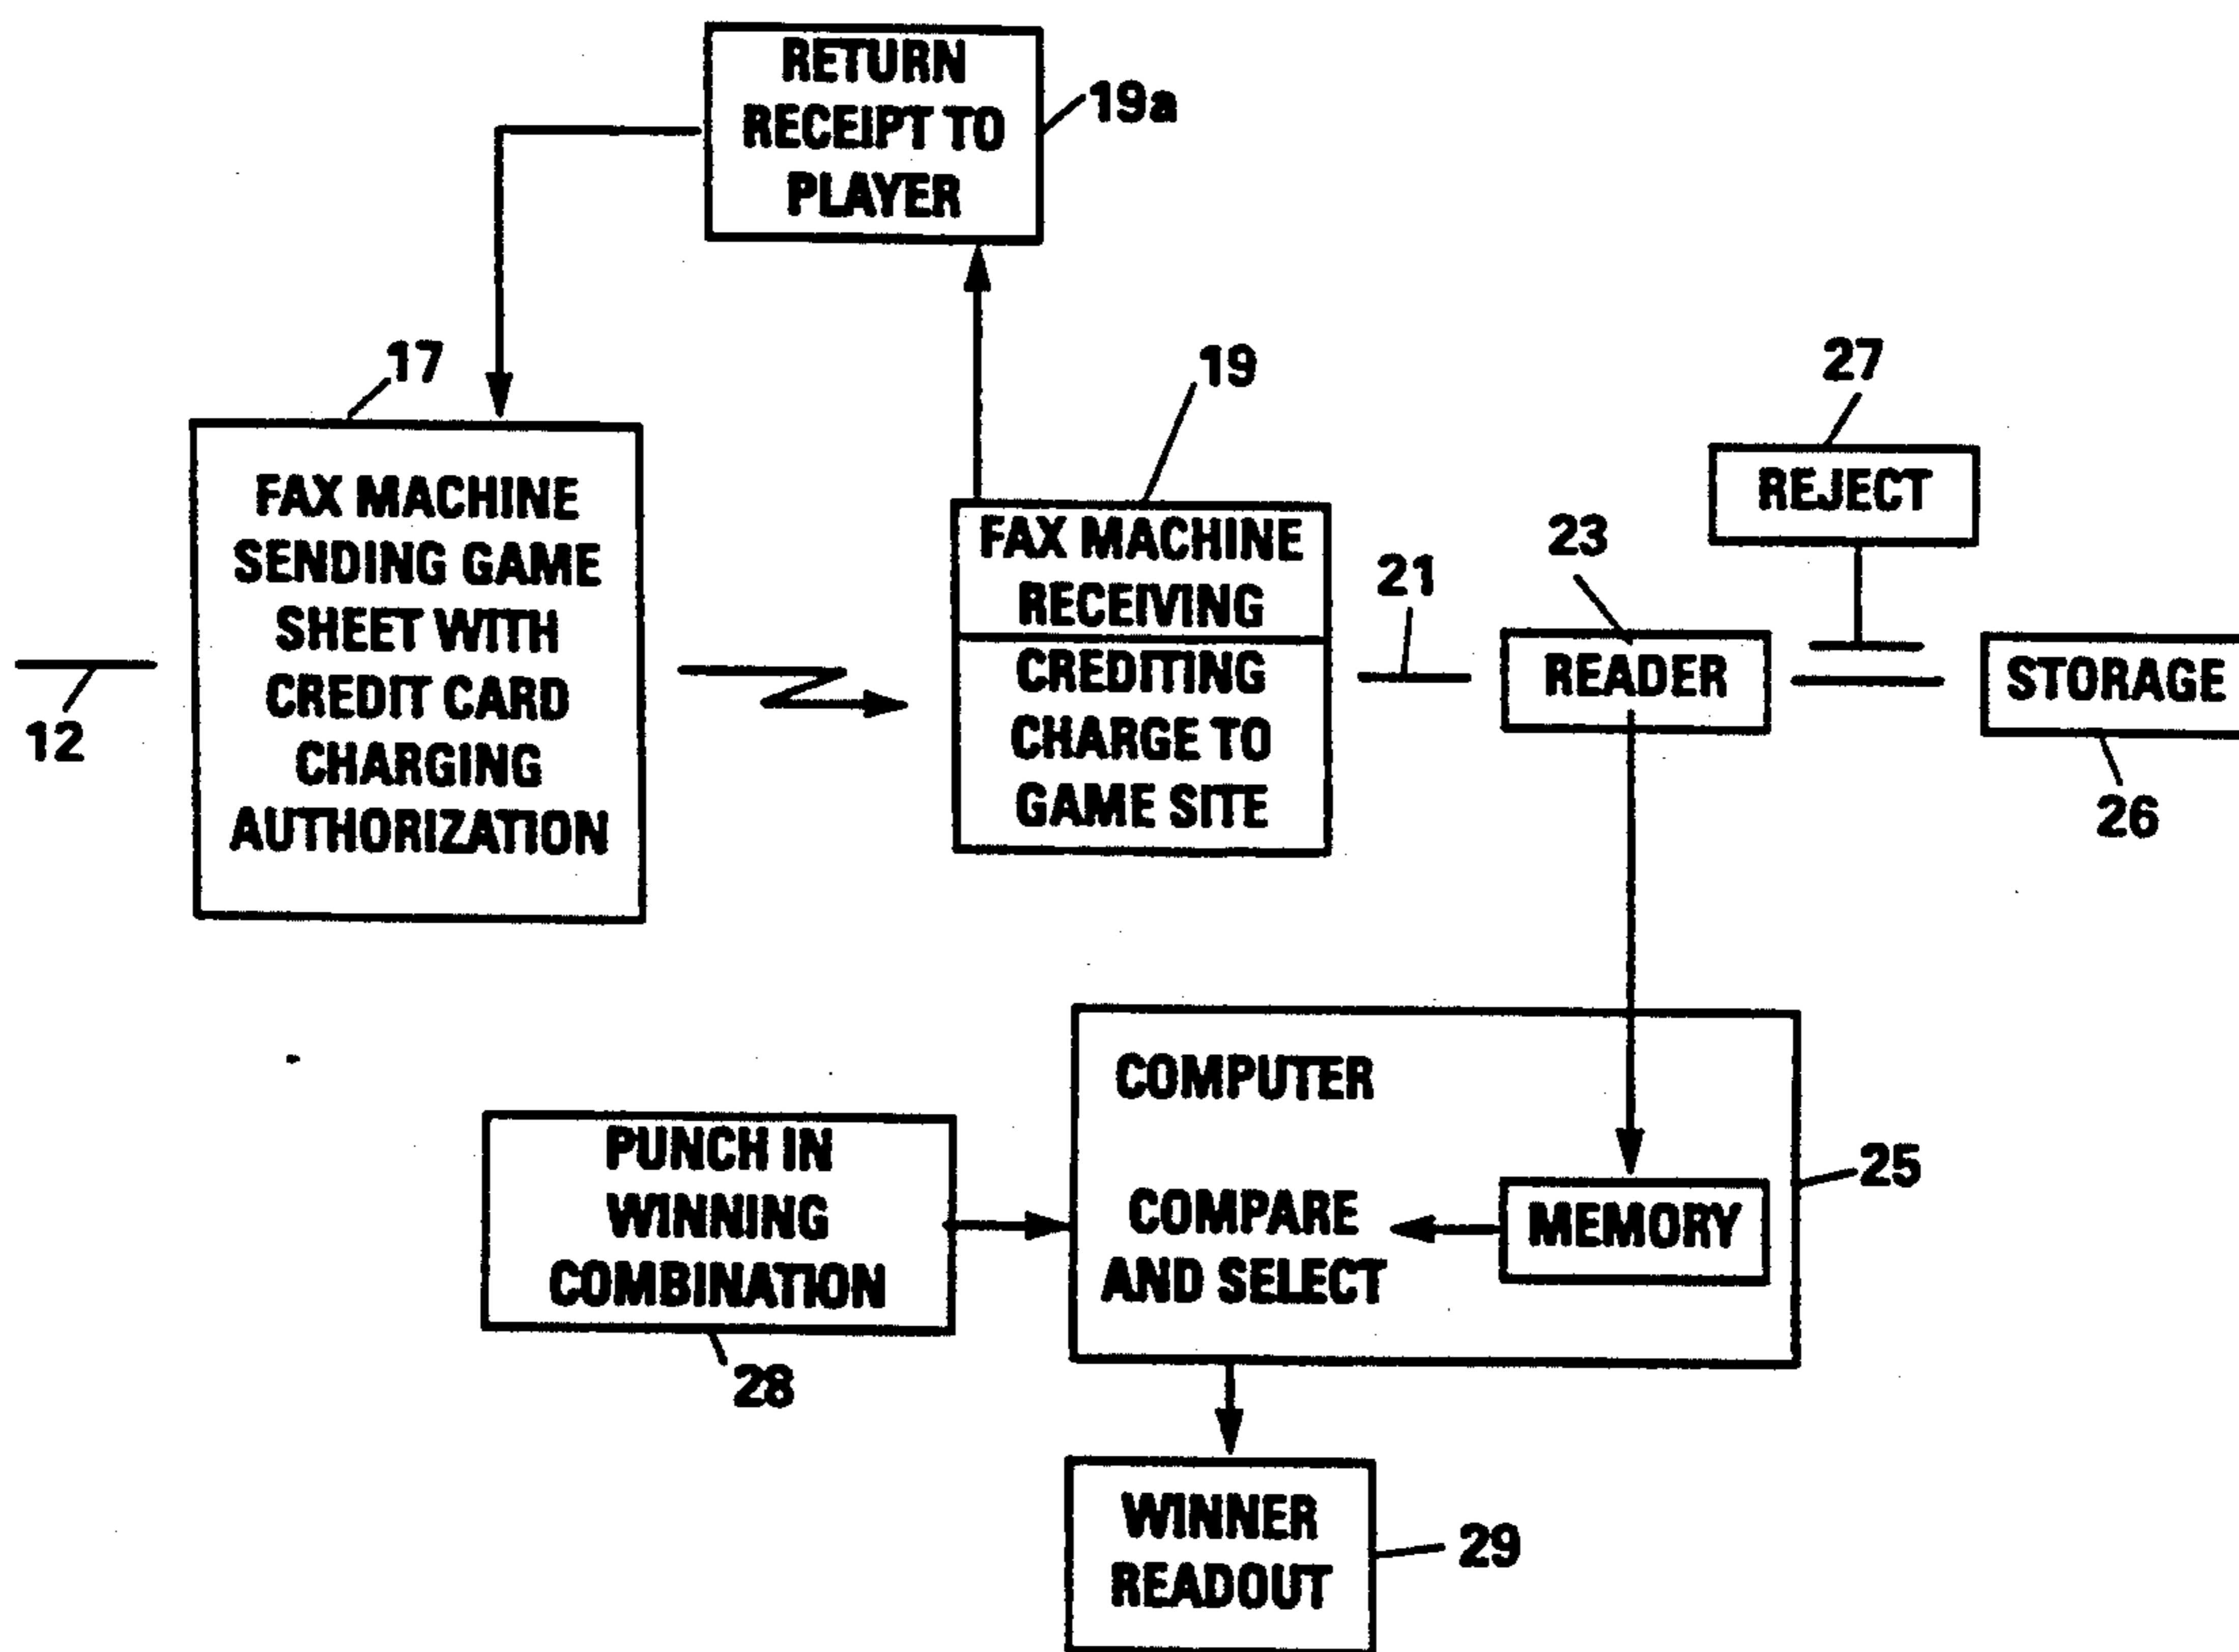 RETURN
RECEIPT TO
PLAYER
19a
17
FAX MACHINE
SENDING GAME
SHEET WITH
CREDIT CARD
CHARGING
AUTHORIZATION
12
19
FAX MACHINE
RECEIVING
CREDITING
CHARGE TO
GAME SITE
21
23
READER
27
REJECT
STORAGE
26
COMPUTER
COMPARE
AND SELECT
MEMORY
25
PUNCH IN
WINNING
COMBINATION
28
WINNER
READOUT
29